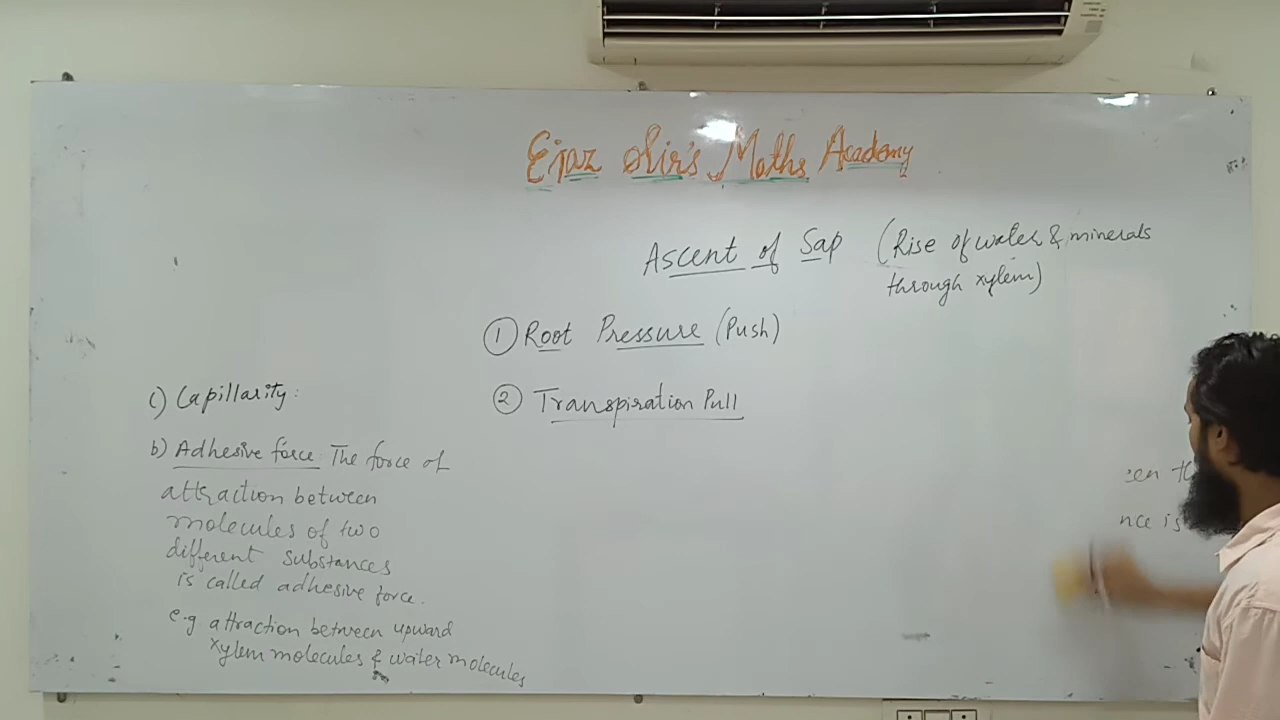 Ejaz Sir's Maths Academy
Ascent of Sap (Rise of water & minerals
through xylem)
① Root Pressure (Push)
② Transpiration Pull
c) Capillarity:
b) Adhesive force The force of
attraction between
molecules of two
different substances
is called adhesive force.
e.g attraction between upward
xylem molecules & water molecules
nce is